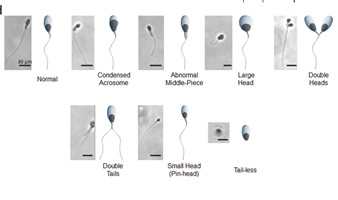 d
30 μm
Normal
Condensed
Acrosome
Abnormal
Middle-Piece
Large
Head
Double
Heads
Double
Tails
Small Head
(Pin-head)
Tail-less